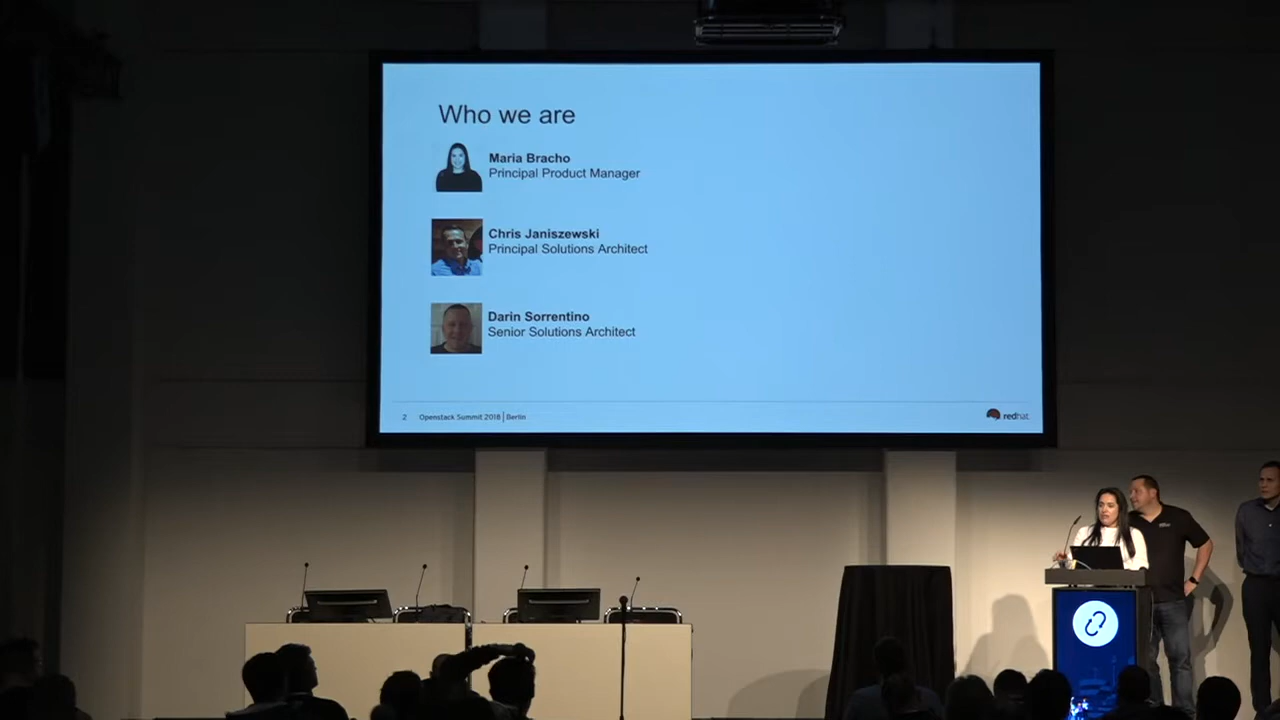 Who we are
Maria Bracho
Principal Product Manager
Chris Janiszewski
Principal Solutions Architect
Darin Sorrentino
Senior Solutions Architect
2 Openstack Summit 2018 | Berlin
redhat.